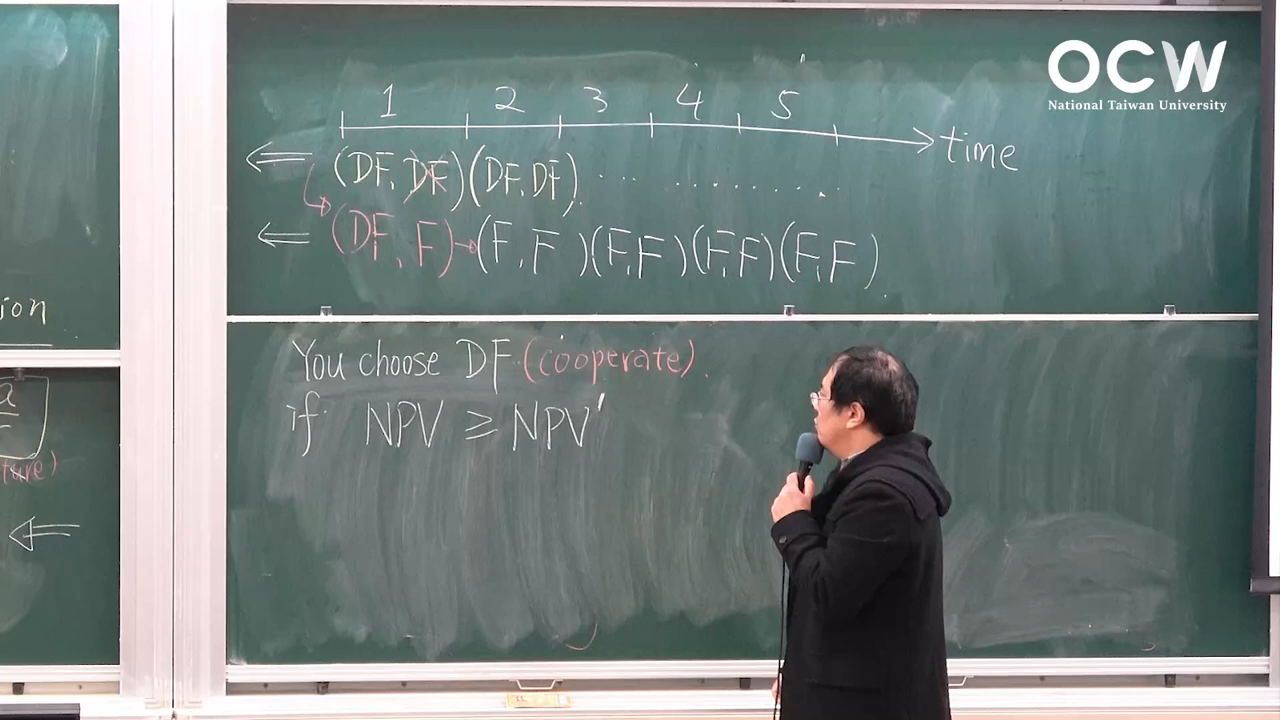 OCW
National Taiwan University
1 2 3 4 5
time
⇐ (DF, DF)(DF, DF) ...........
⇐ (DF, F)→(F, F)(F, F)(F, F)(F, F)
ion
You choose DF (cooperate).
if NPV ≥ NPV'
a
ture)
⇐